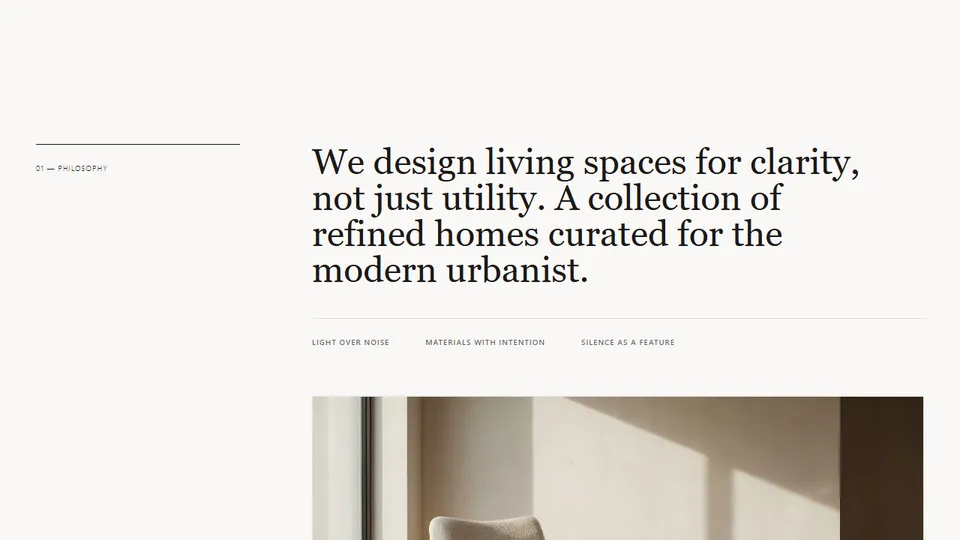 01 — PHILOSOPHY
We design living spaces for clarity,
not just utility. A collection of
refined homes curated for the
modern urbanist.
LIGHT OVER NOISE
MATERIALS WITH INTENTION
SILENCE AS A FEATURE